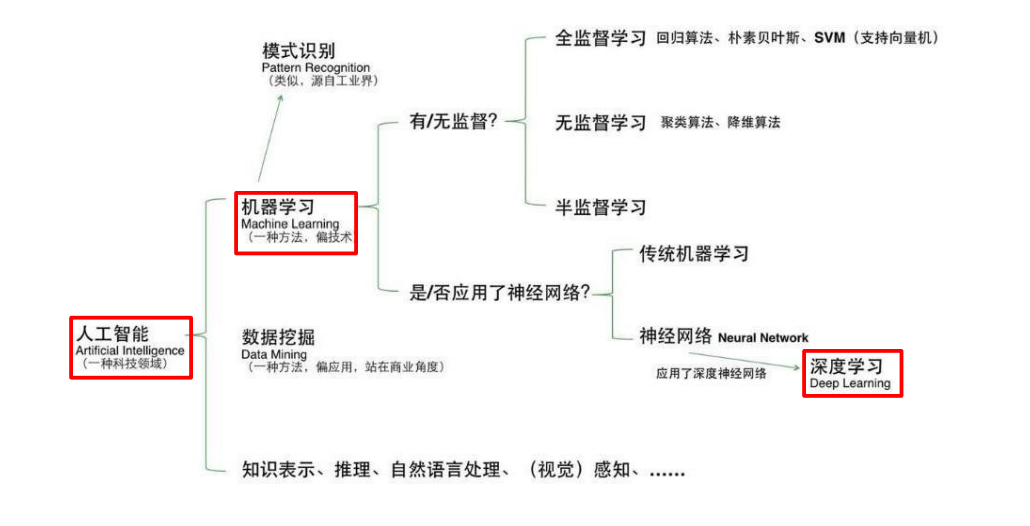 模式识别
Pattern Recognition
（类似，源自工业界）
全监督学习 回归算法、朴素贝叶斯、SVM（支持向量机）
有/无监督？
无监督学习 聚类算法、降维算法
机器学习
Machine Learning
（一种方法，偏技术
半监督学习
传统机器学习
是/否应用了神经网络？
人工智能
Artificial Intelligence
（一种科技领域）
数据挖掘
Data Mining
（一种方法，偏应用，站在商业角度）
神经网络 Neural Network
应用了深度神经网络
深度学习
Deep Learning
知识表示、推理、自然语言处理、（视觉）感知、......